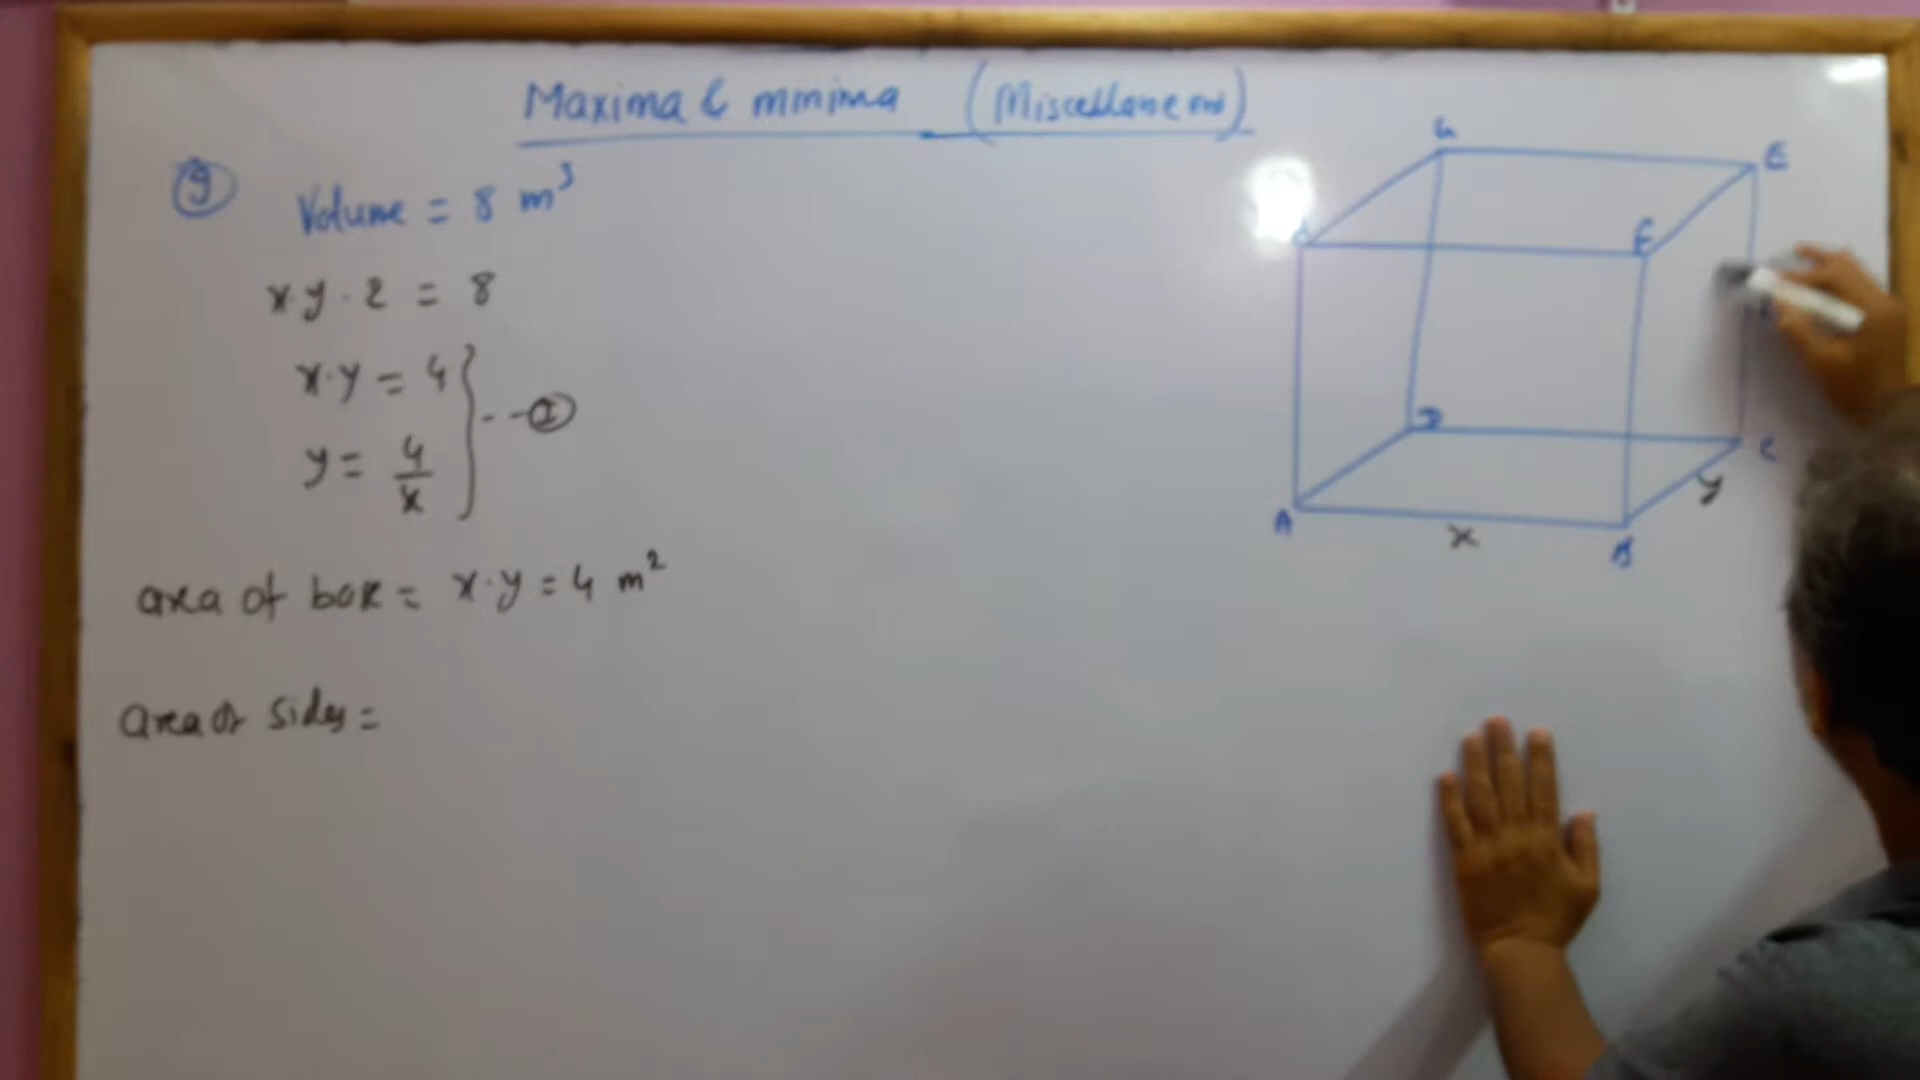 Maxima & minima (Miscellaneous)
9
Volume = 8 m³
x.y.2 = 8
x.y = 4
y = 4/x
--- ①
area of box = x.y = 4 m²
area of sides =
G
E
F
D
C
y
A
x
B